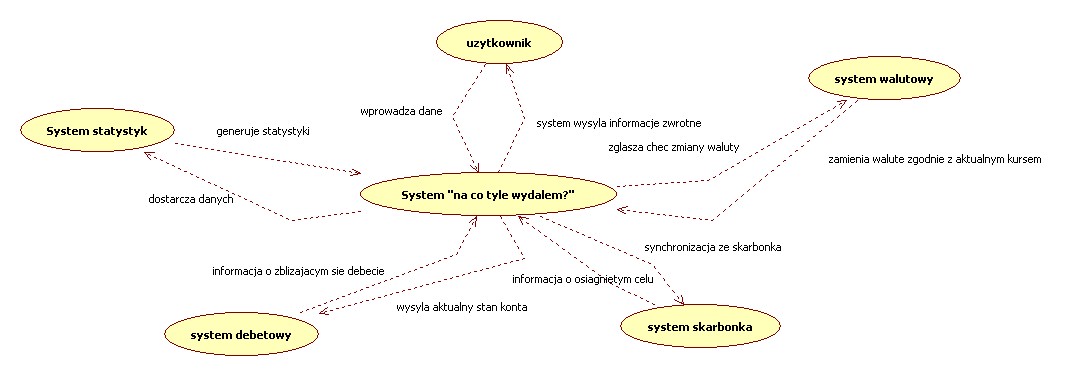 uzytkownik
system walutowy
wprowadza dane
system wysyla informacje zwrotne
System statystyk
generuje statystyki
zglasza chec zmiany waluty
zamienia walute zgodnie z aktualnym kursem
dostarcza danych
System "na co tyle wydalem?"
synchronizacja ze skarbonka
informacja o zblizajacym sie debecie
informacja o osiagniętym celu
wysyla aktualny stan konta
system debetowy
system skarbonka